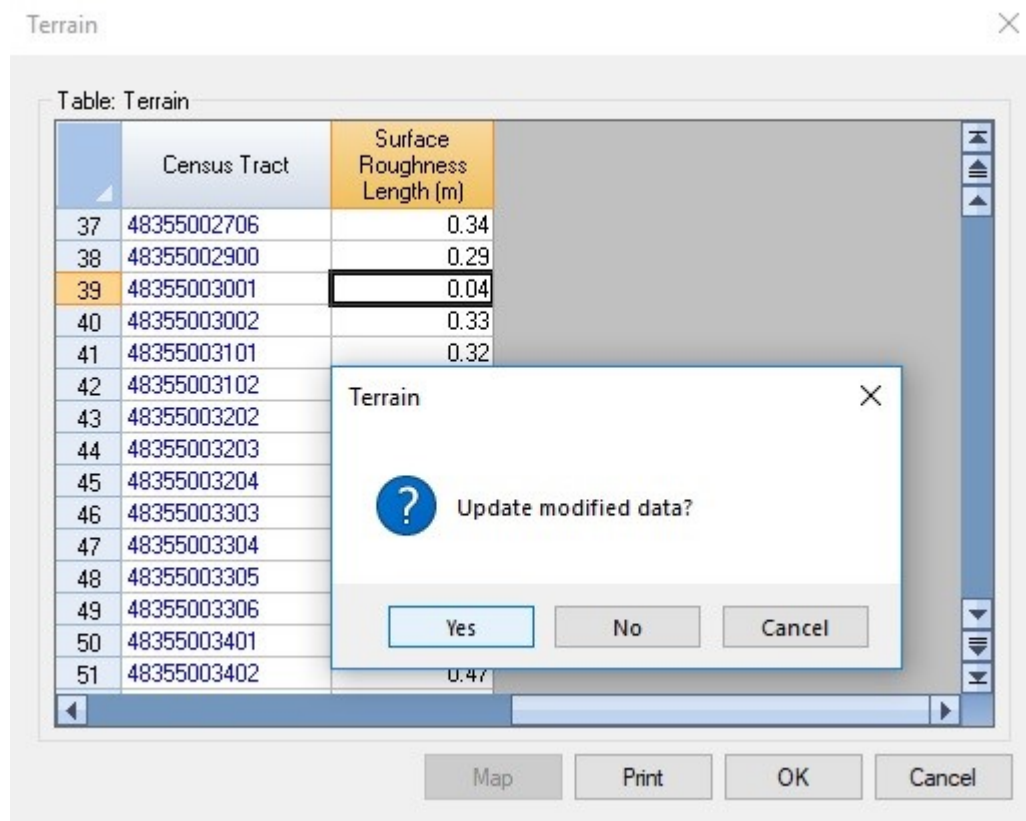 Terrain
Table: Terrain
Census Tract
Surface
Roughness
Length (m)
37 48355002706 0.34
38 48355002900 0.29
39 48355003001 0.04
40 48355003002 0.33
41 48355003101 0.32
42 48355003102
43 48355003202
44 48355003203
45 48355003204
46 48355003303
47 48355003304
48 48355003305
49 48355003306
50 48355003401
51 48355003402 0.47
Terrain
Update modified data?
Yes No Cancel
Map Print OK Cancel